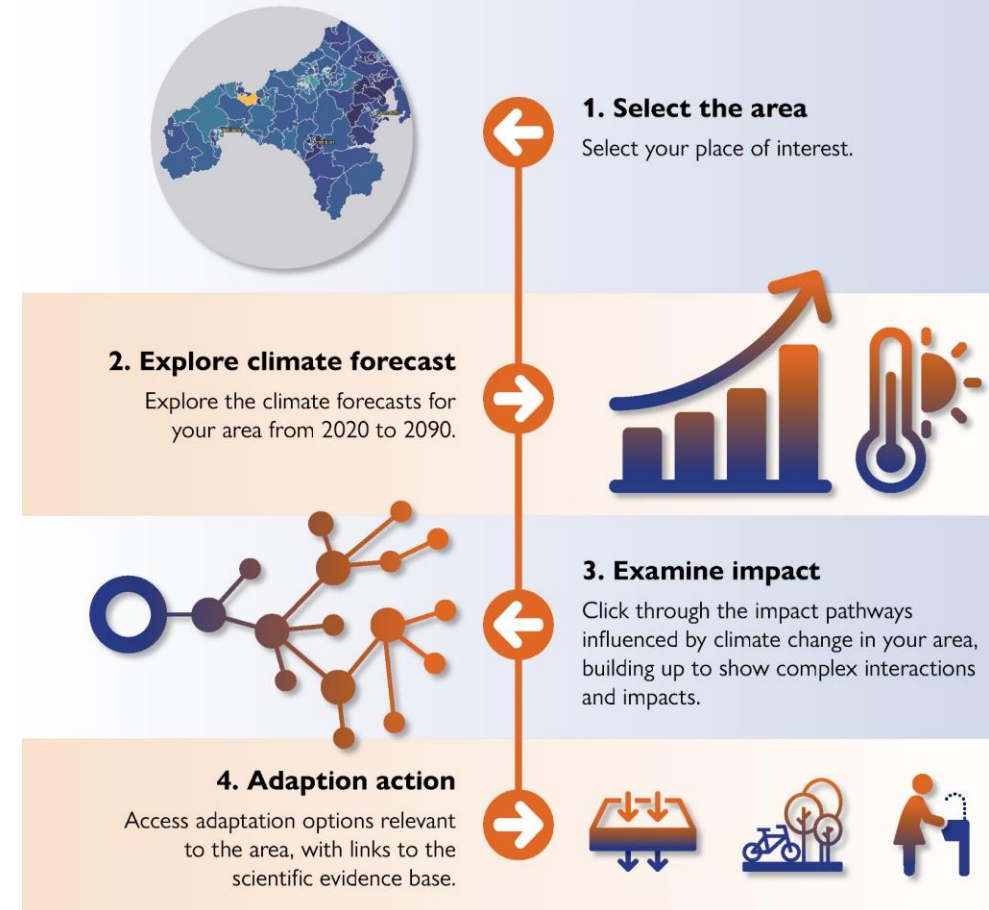 1. Select the area
Select your place of interest.
2. Explore climate forecast
Explore the climate forecasts for
your area from 2020 to 2090.
3. Examine impact
Click through the impact pathways
influenced by climate change in your area,
building up to show complex interactions
and impacts.
4. Adaption action
Access adaptation options relevant
to the area, with links to the
scientific evidence base.